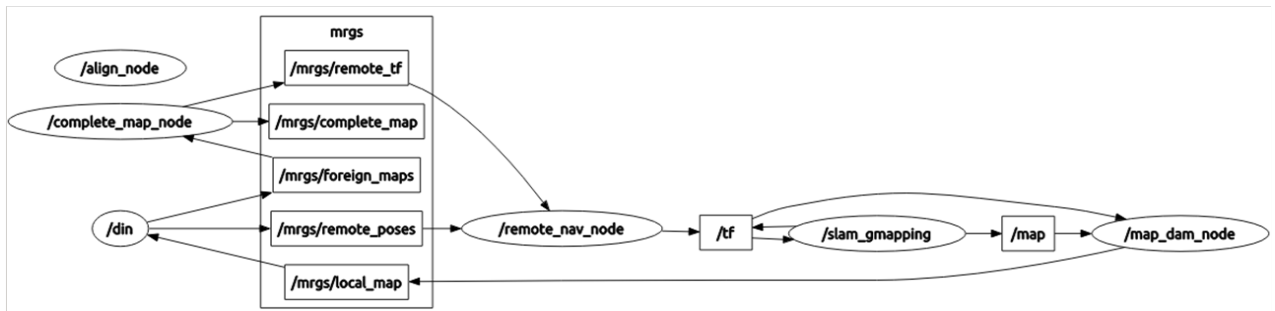 mrgs
/align_node
/mrgs/remote_tf
/complete_map_node
/mrgs/complete_map
/mrgs/foreign_maps
/din
/mrgs/remote_poses
/remote_nav_node
/tf
/slam_gmapping
/map
/map_dam_node
/mrgs/local_map